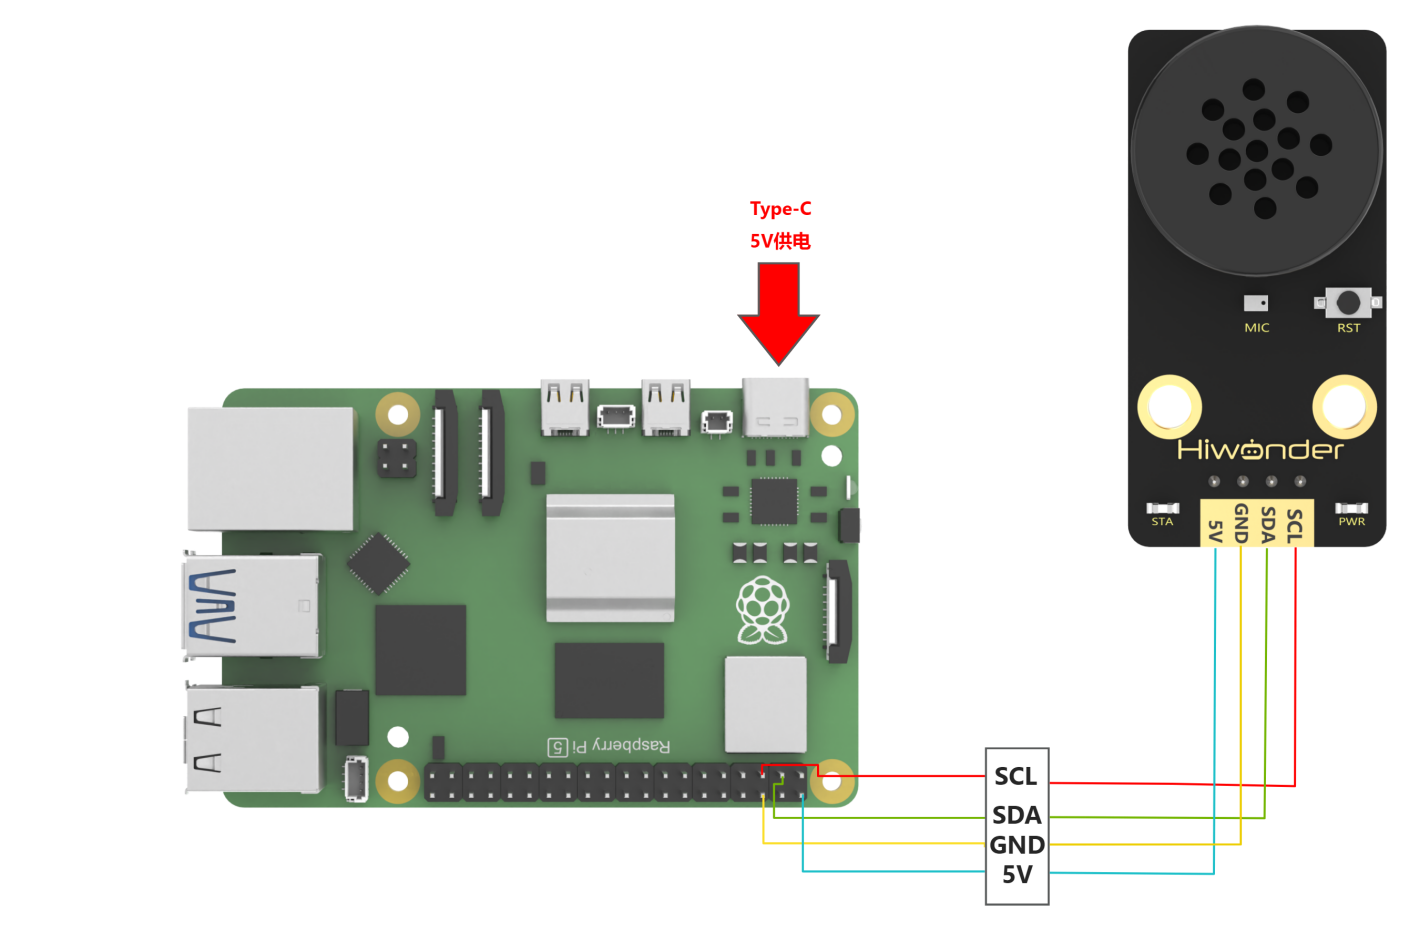 Type-C
5V供电
MIC
RST
Hiwonder
STA
5V
GND
SDA
SCL
PWR
Raspberry Pi 5
SCL
SDA
GND
5V